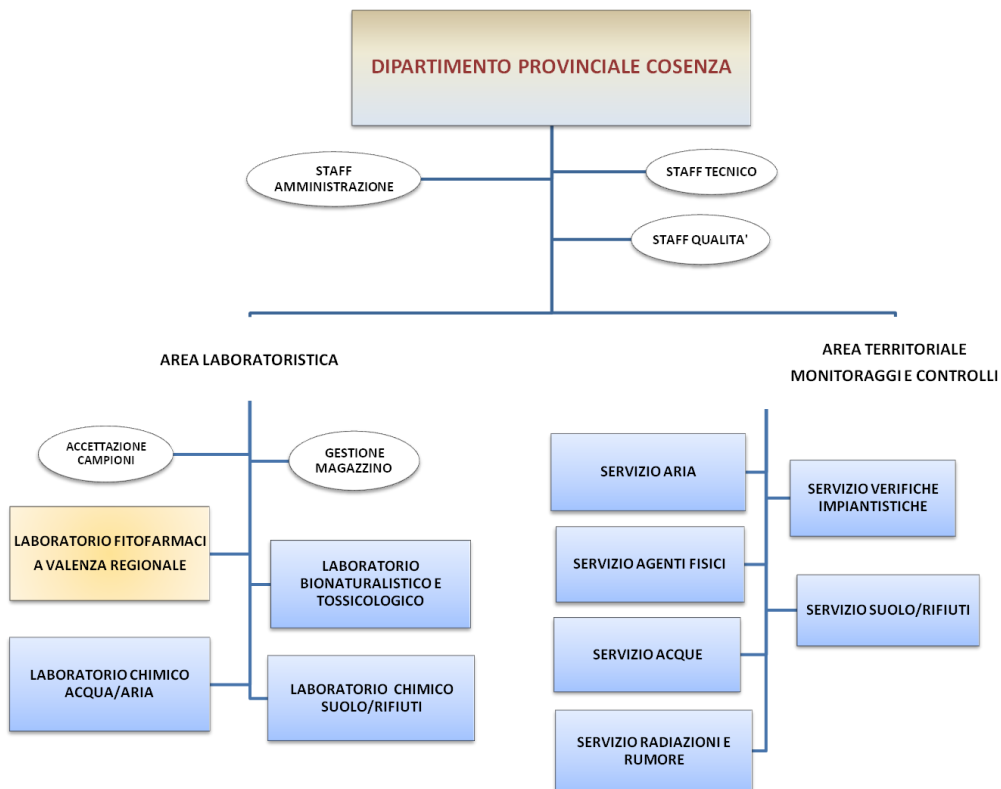 DIPARTIMENTO PROVINCIALE COSENZA
STAFF
AMMINISTRAZIONE
STAFF TECNICO
STAFF QUALITA'
AREA LABORATORISTICA
AREA TERRITORIALE
MONITORAGGI E CONTROLLI
ACCETTAZIONE
CAMPIONI
GESTIONE
MAGAZZINO
LABORATORIO FITOFARMACI
A VALENZA REGIONALE
LABORATORIO
BIONATURALISTICO E
TOSSICOLOGICO
LABORATORIO CHIMICO
ACQUA/ARIA
LABORATORIO CHIMICO
SUOLO/RIFIUTI
SERVIZIO ARIA
SERVIZIO VERIFICHE
IMPIANTISTICHE
SERVIZIO AGENTI FISICI
SERVIZIO SUOLO/RIFIUTI
SERVIZIO ACQUE
SERVIZIO RADIAZIONI E
RUMORE